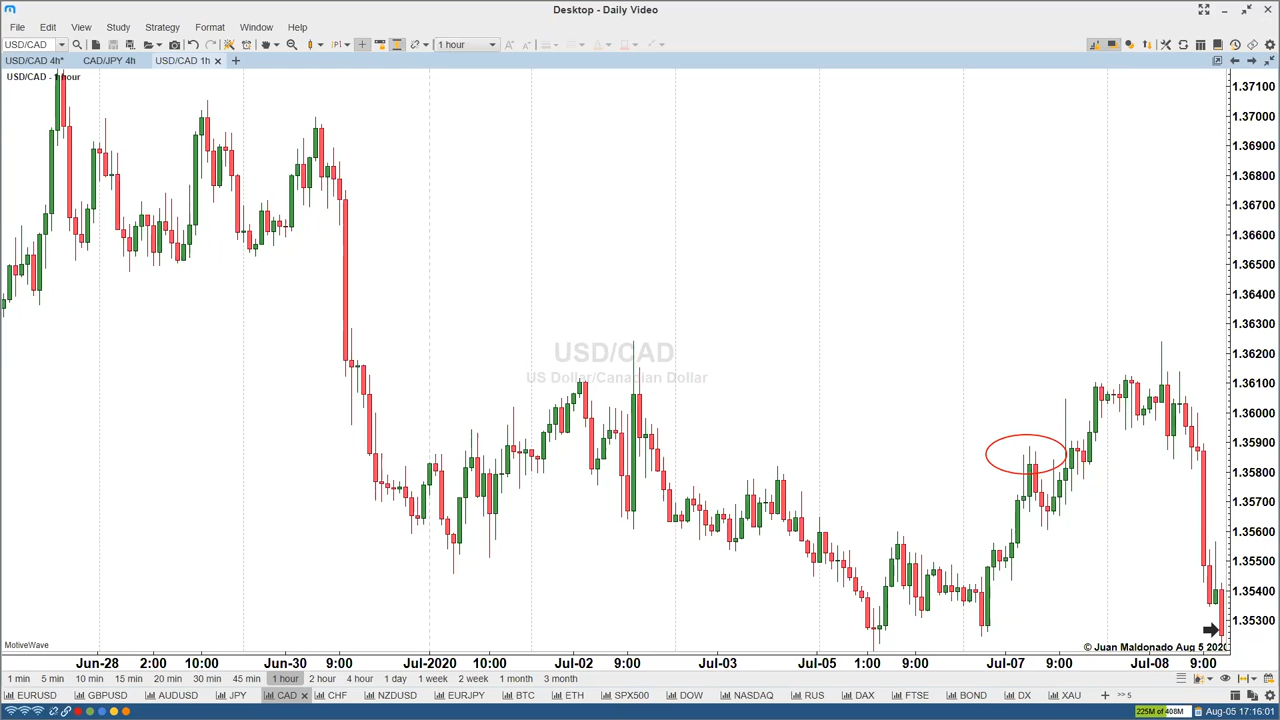 Desktop - Daily Video
File Edit View Study Strategy Format Window Help
USD/CAD
1 hour
USD/CAD 4h* CAD/JPY 4h USD/CAD 1h
USD/CAD - 1 hour
1.37100
1.37000
1.36900
1.36800
1.36700
1.36600
1.36500
1.36400
1.36300
1.36200
1.36100
1.36000
1.35900
1.35800
1.35700
1.35600
1.35500
1.35400
1.35300
USD/CAD
US Dollar/Canadian Dollar
MotiveWave
© Juan Maldonado Aug 5 2020
Jun-28 2:00 10:00 Jun-30 9:00 Jul-2020 10:00 Jul-02 9:00 Jul-03 Jul-05 1:00 9:00 Jul-07 9:00 Jul-08 9:00
1 min 5 min 10 min 15 min 20 min 30 min 45 min 1 hour 2 hour 4 hour 1 day 1 week 2 week 1 month 3 month
EURUSD GBPUSD AUDUSD JPY CAD CHF NZDUSD EURJPY BTC ETH SPX500 DOW NASDAQ RUS DAX FTSE BOND DX XAU >> 5
225M of 408M Aug-05 17:16:01